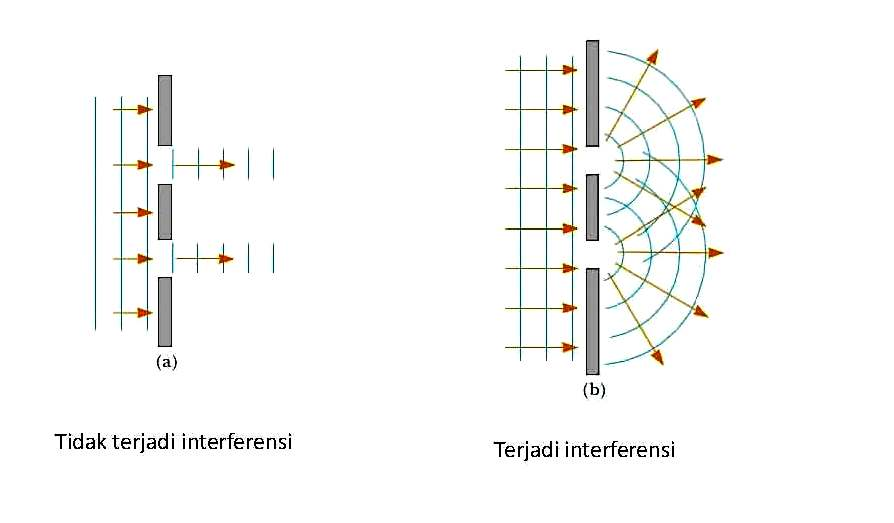 (a)
(b)
Tidak terjadi interferensi
Terjadi interferensi